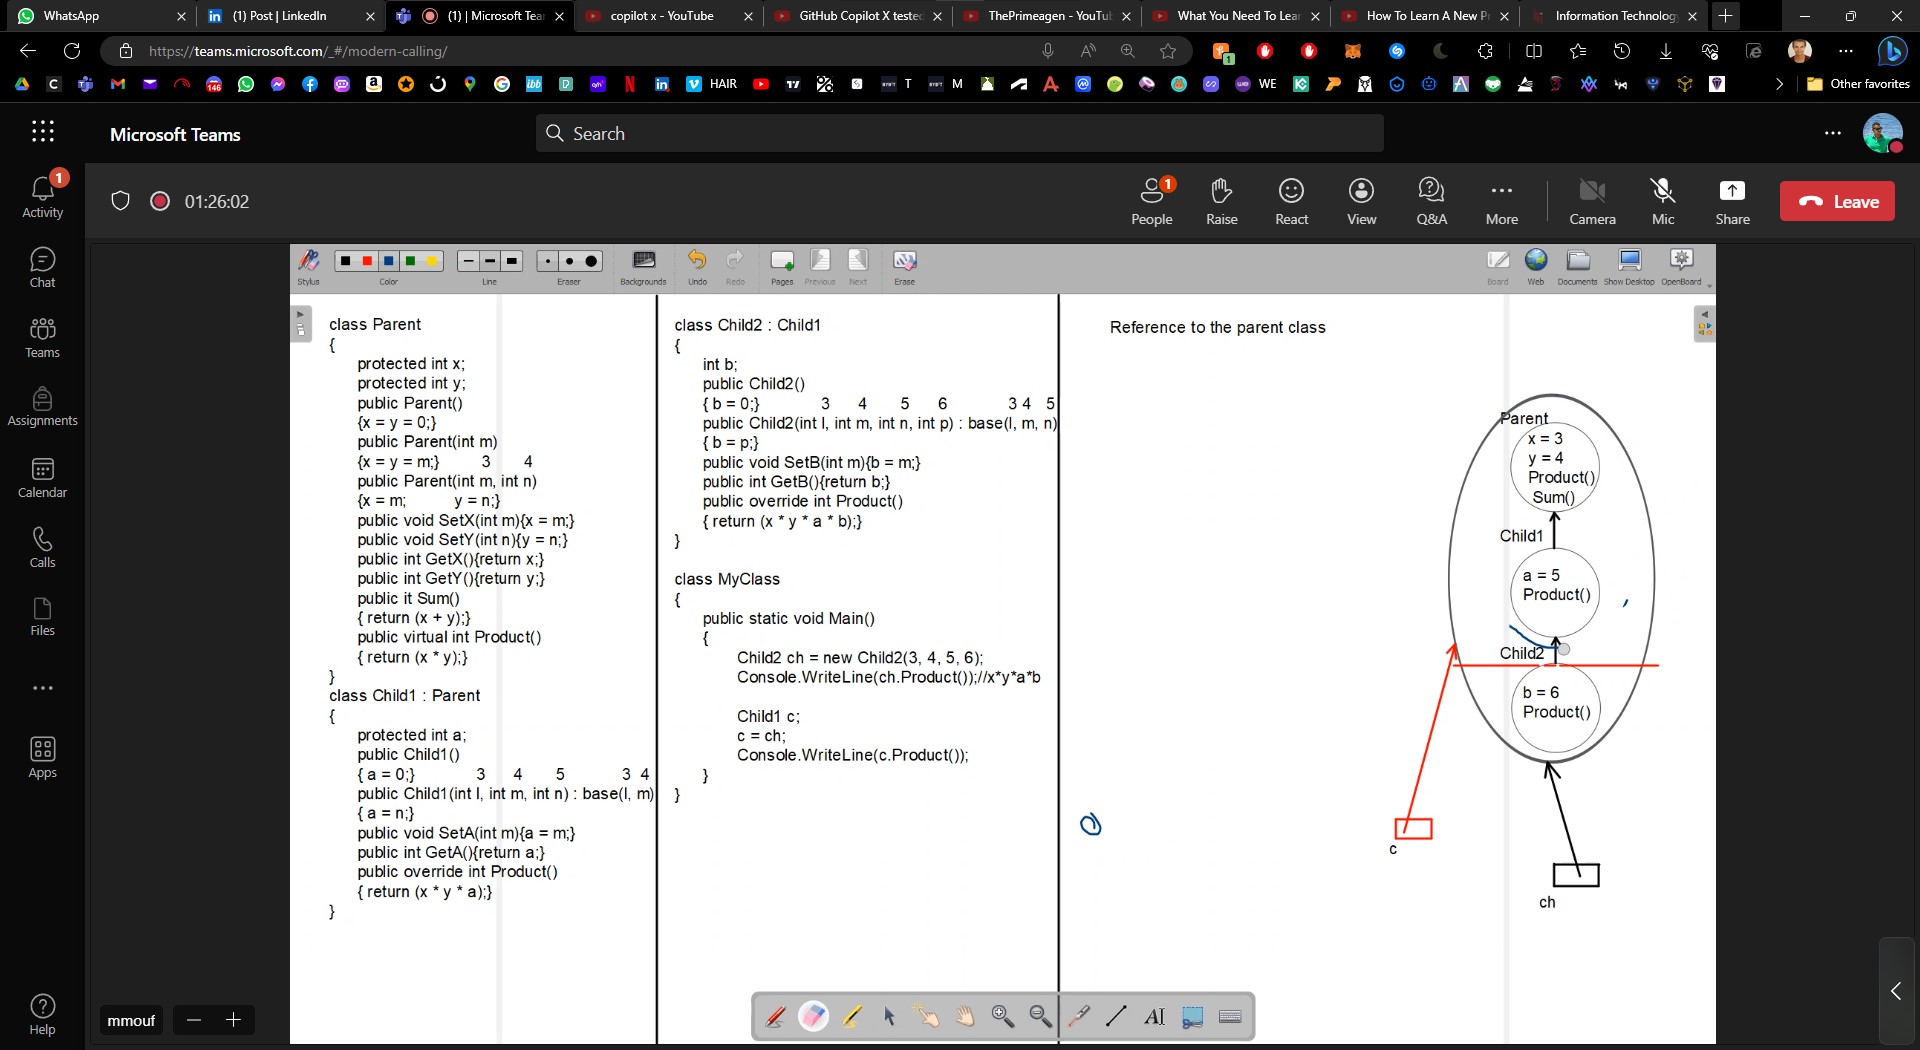 WhatsApp
(1) Post | LinkedIn
(1) | Microsoft Tea
copilot x - YouTube
GitHub Copilot X teste
ThePrimeagen - YouTu
What You Need To Lea
How To Learn A New P
Information Technolog
https://teams.microsoft.com/_#/modern-calling/
1
146
ibb
HAIR
T
M
WE
Other favorites
Microsoft Teams
Search
1
Activity
Chat
Teams
Assignments
Calendar
Calls
Files
Apps
Help
01:26:02
1
People
Raise
React
View
Q&A
More
Camera
Mic
Share
Leave
Stylus
Color
Line
Eraser
Backgrounds
Undo
Redo
Pages
Previous
Next
Erase
Board
Web
Documents
Show Desktop
OpenBoard
class Parent
{
protected int x;
protected int y;
public Parent()
{x = y = 0;}
public Parent(int m)
{x = y = m;} 3 4
public Parent(int m, int n)
{x = m; y = n;}
public void SetX(int m){x = m;}
public void SetY(int n){y = n;}
public int GetX(){return x;}
public int GetY(){return y;}
public it Sum()
{ return (x + y);}
public virtual int Product()
{ return (x * y);}
}
class Child1 : Parent
{
protected int a;
public Child1()
{ a = 0;} 3 4 5 3 4
public Child1(int l, int m, int n) : base(l, m)
{ a = n;}
public void SetA(int m){a = m;}
public int GetA(){return a;}
public override int Product()
{ return (x * y * a);}
}
class Child2 : Child1
{
int b;
public Child2()
{ b = 0;} 3 4 5 6 3 4 5
public Child2(int l, int m, int n, int p) : base(l, m, n)
{ b = p;}
public void SetB(int m){b = m;}
public int GetB(){return b;}
public override int Product()
{ return (x * y * a * b);}
}
class MyClass
{
public static void Main()
{
Child2 ch = new Child2(3, 4, 5, 6);
Console.WriteLine(ch.Product());//x*y*a*b
Child1 c;
c = ch;
Console.WriteLine(c.Product());
}
}
Reference to the parent class
Parent
x = 3
y = 4
Product()
Sum()
Child1
a = 5
Product()
Child2
b = 6
Product()
c
ch
mmouf